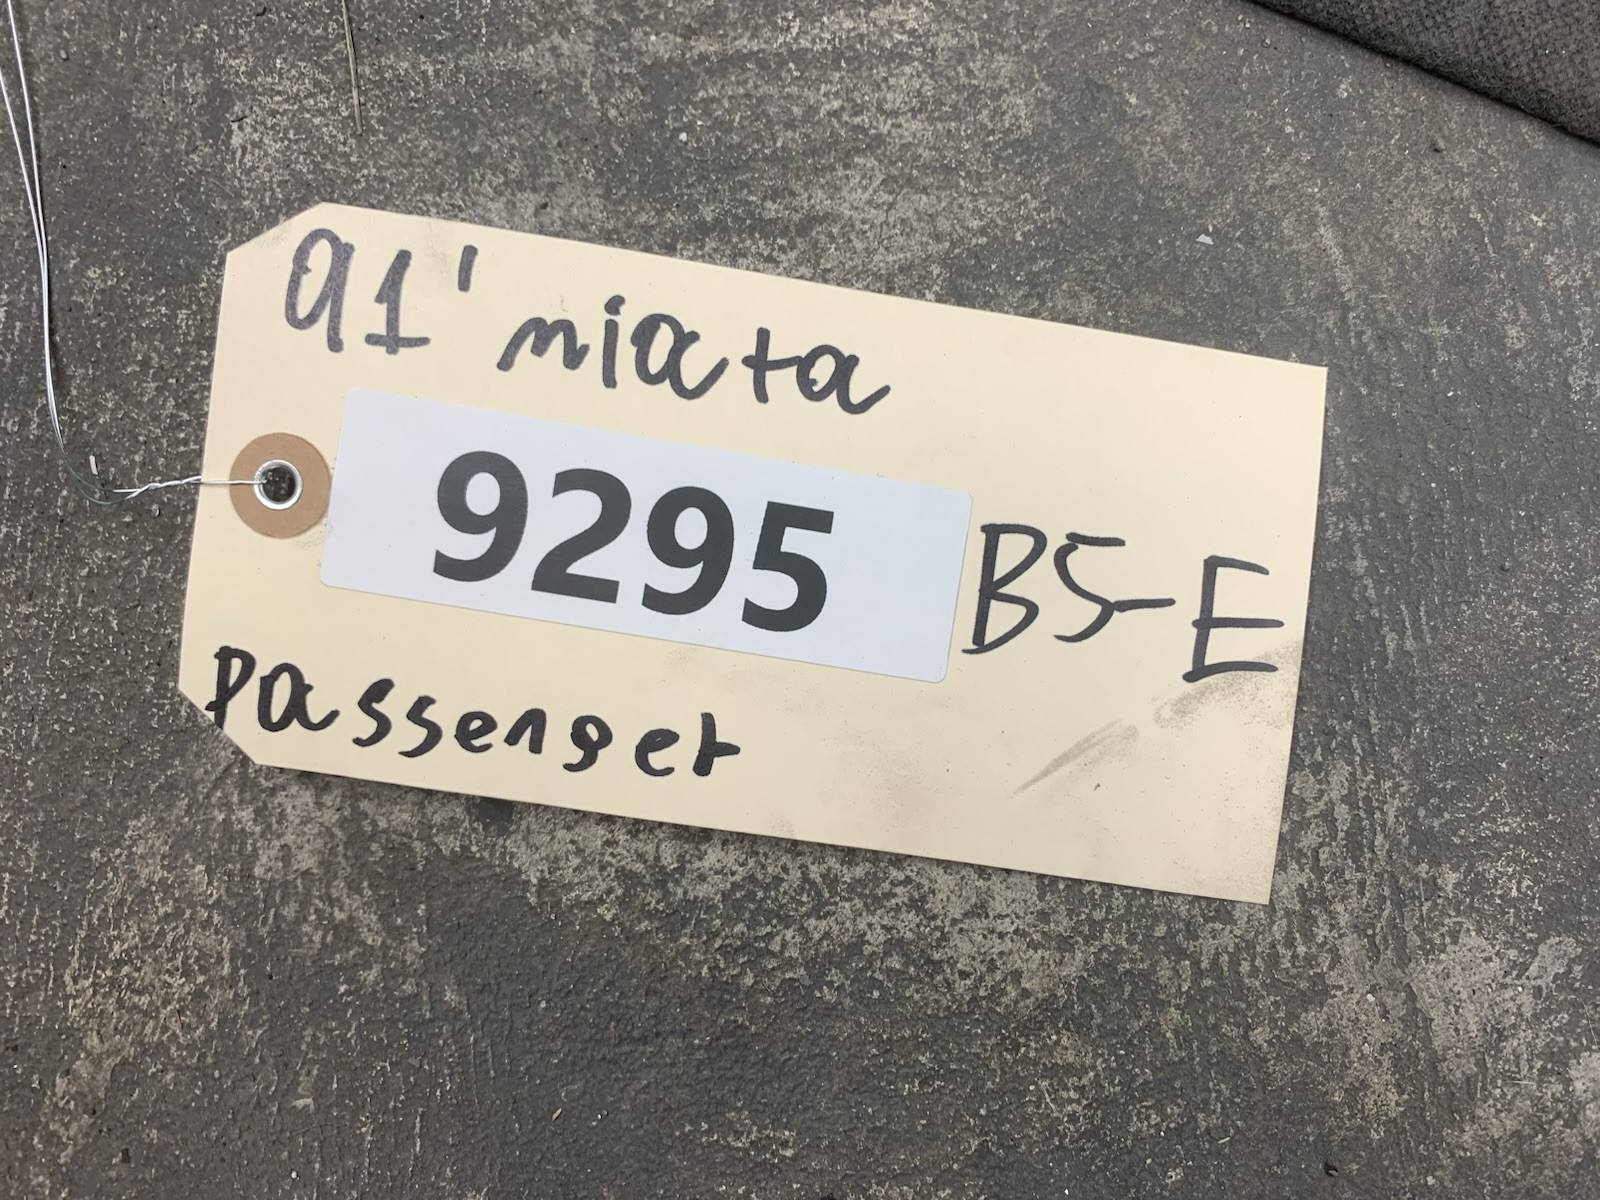 91' miata
9295 B5-E
Passenger